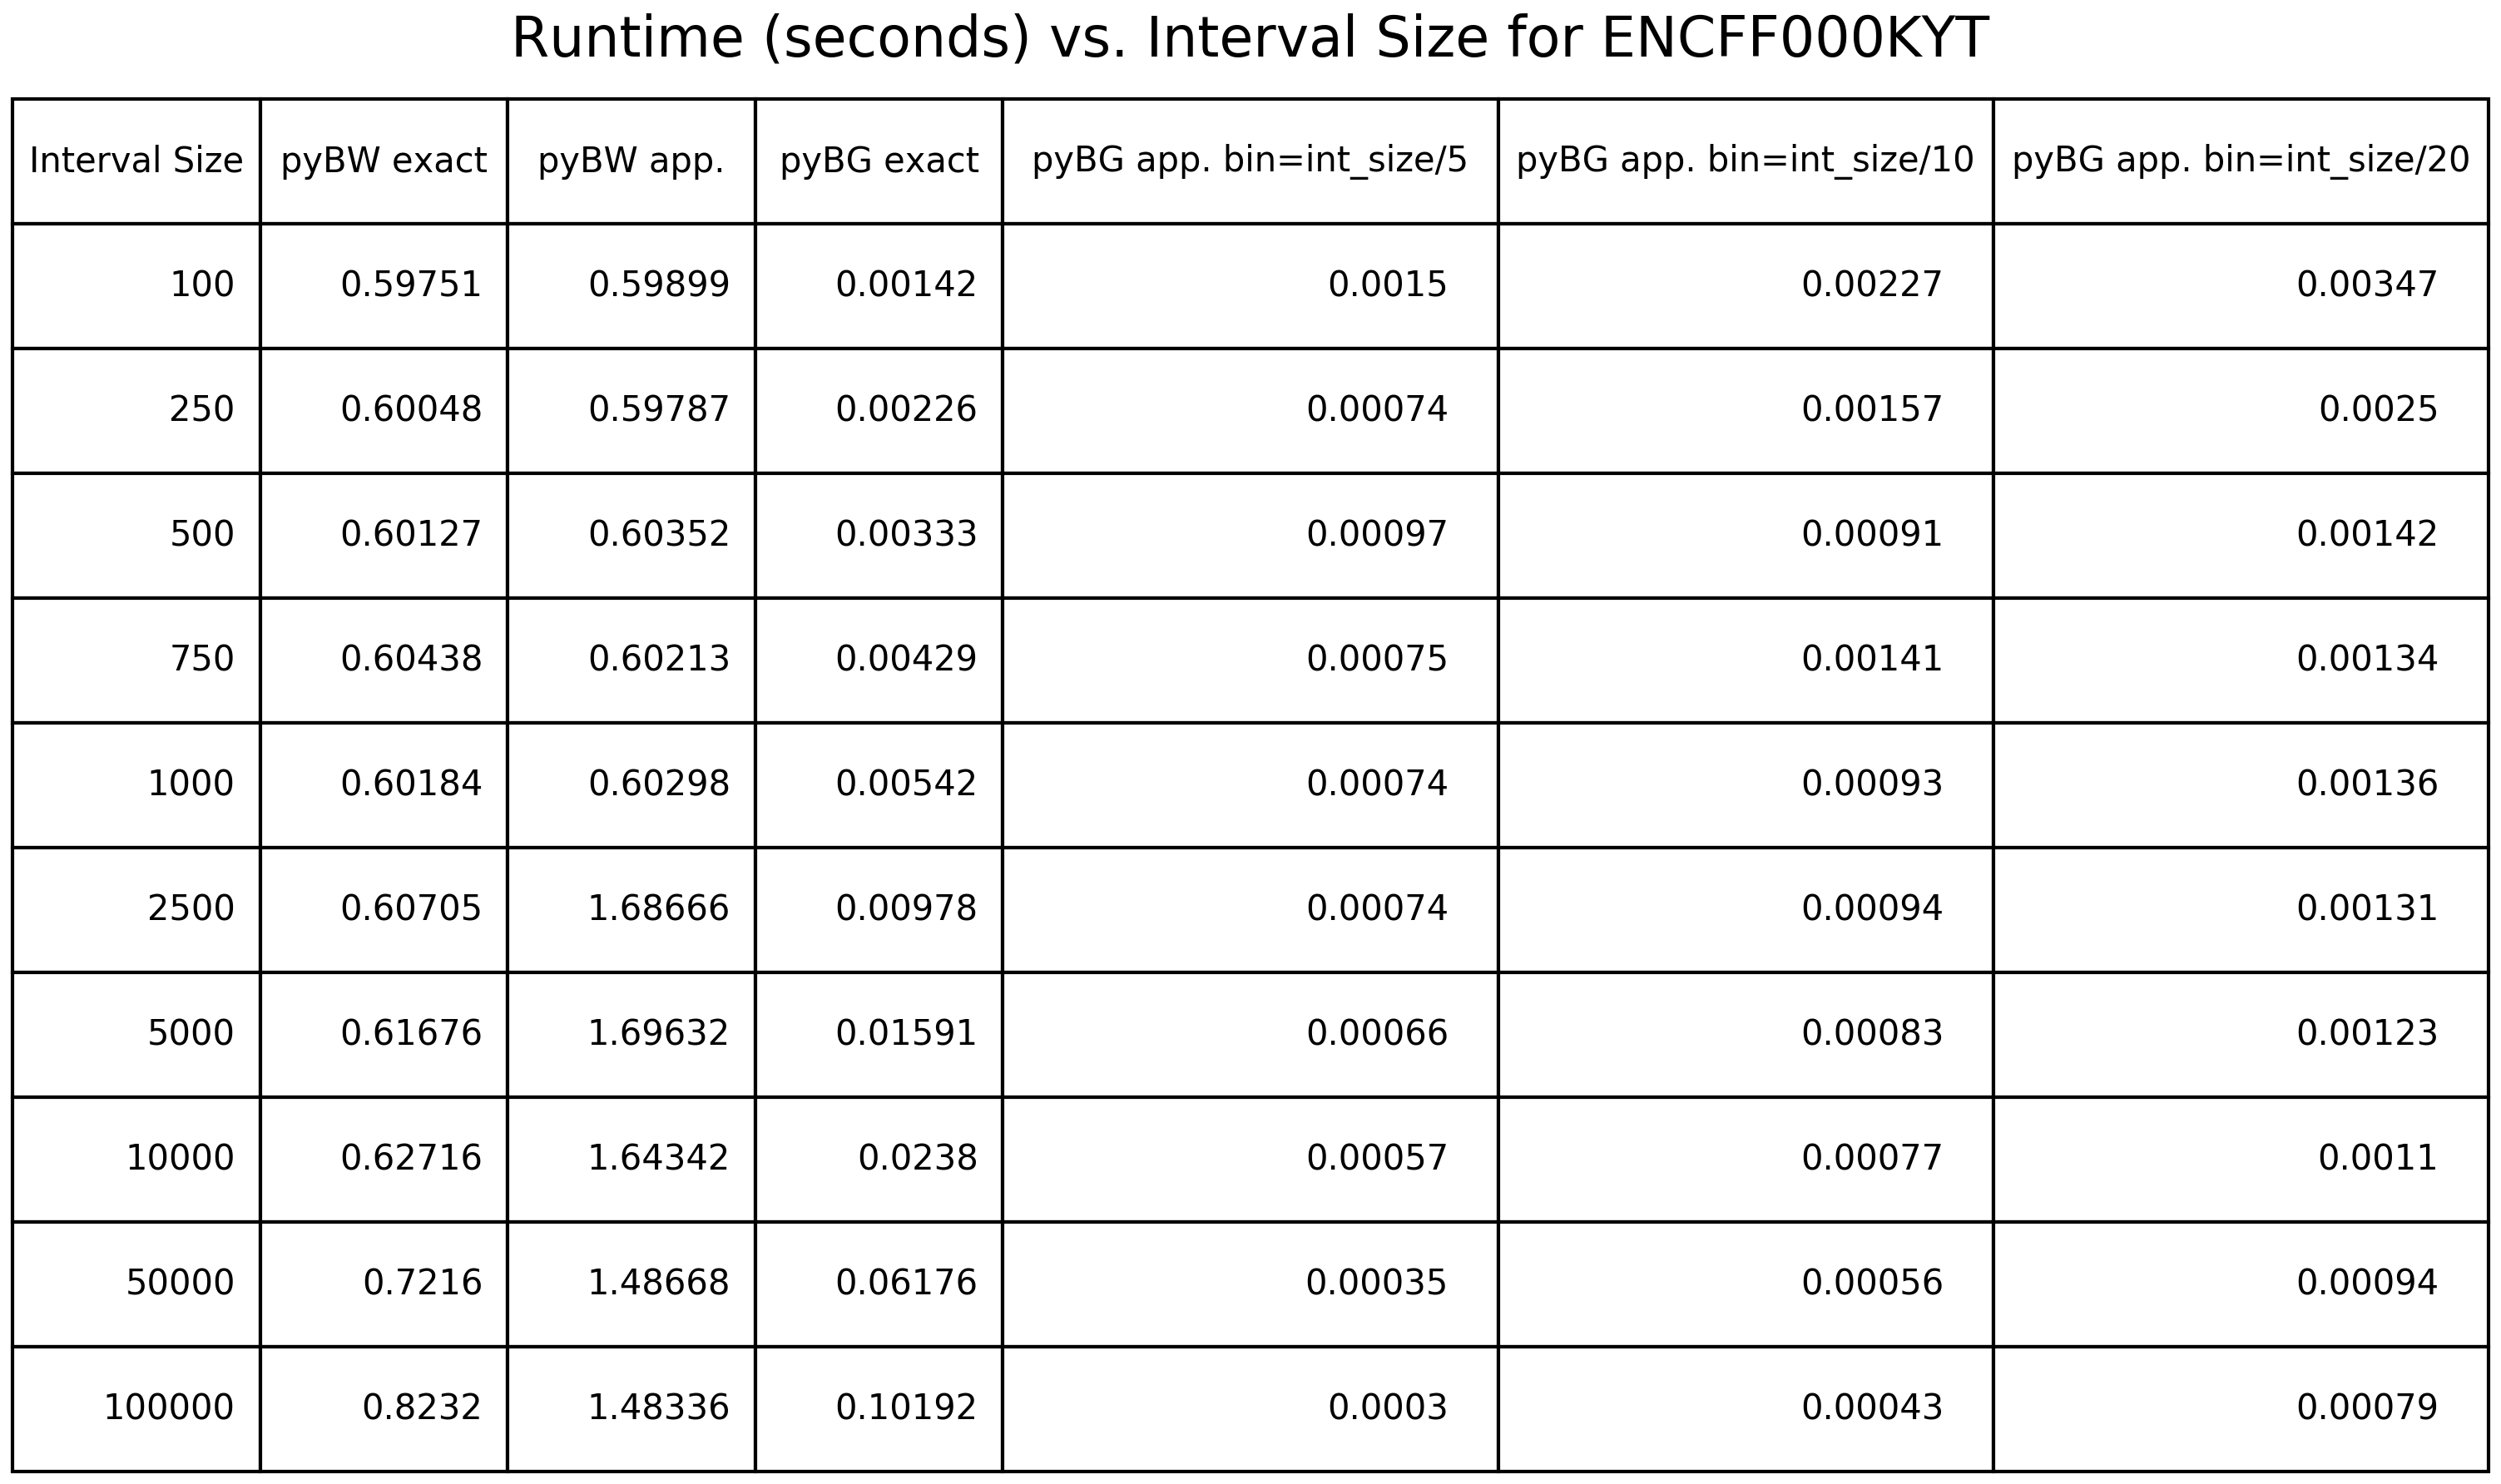 Runtime (seconds) vs. Interval Size for ENCFF000KYT
Interval Size pyBW exact pyBW app. pyBG exact pyBG app. bin=int_size/5 pyBG app. bin=int_size/10 pyBG app. bin=int_size/20
100 0.59751 0.59899 0.00142 0.0015 0.00227 0.00347
250 0.60048 0.59787 0.00226 0.00074 0.00157 0.0025
500 0.60127 0.60352 0.00333 0.00097 0.00091 0.00142
750 0.60438 0.60213 0.00429 0.00075 0.00141 0.00134
1000 0.60184 0.60298 0.00542 0.00074 0.00093 0.00136
2500 0.60705 1.68666 0.00978 0.00074 0.00094 0.00131
5000 0.61676 1.69632 0.01591 0.00066 0.00083 0.00123
10000 0.62716 1.64342 0.0238 0.00057 0.00077 0.0011
50000 0.7216 1.48668 0.06176 0.00035 0.00056 0.00094
100000 0.8232 1.48336 0.10192 0.0003 0.00043 0.00079